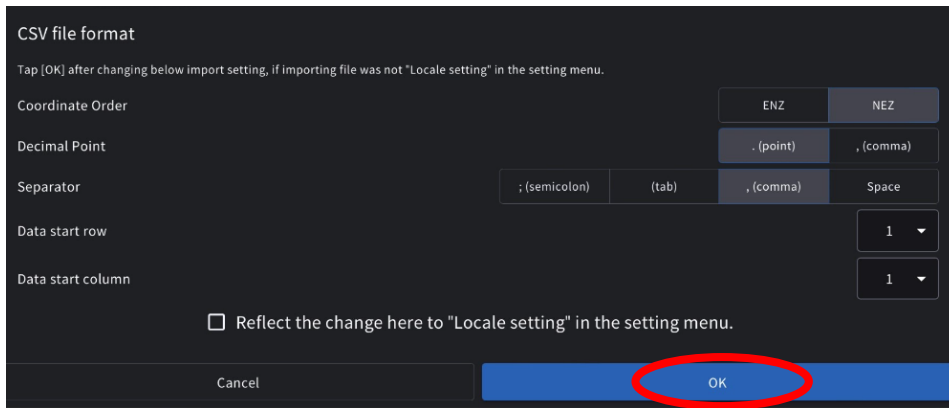 CSV file format
Tap [OK] after changing below import setting, if importing file was not "Locale setting" in the setting menu.
Coordinate Order ENZ NEZ
Decimal Point . (point) , (comma)
Separator ; (semicolon) (tab) , (comma) Space
Data start row 1
Data start column 1
Reflect the change here to "Locale setting" in the setting menu.
Cancel OK